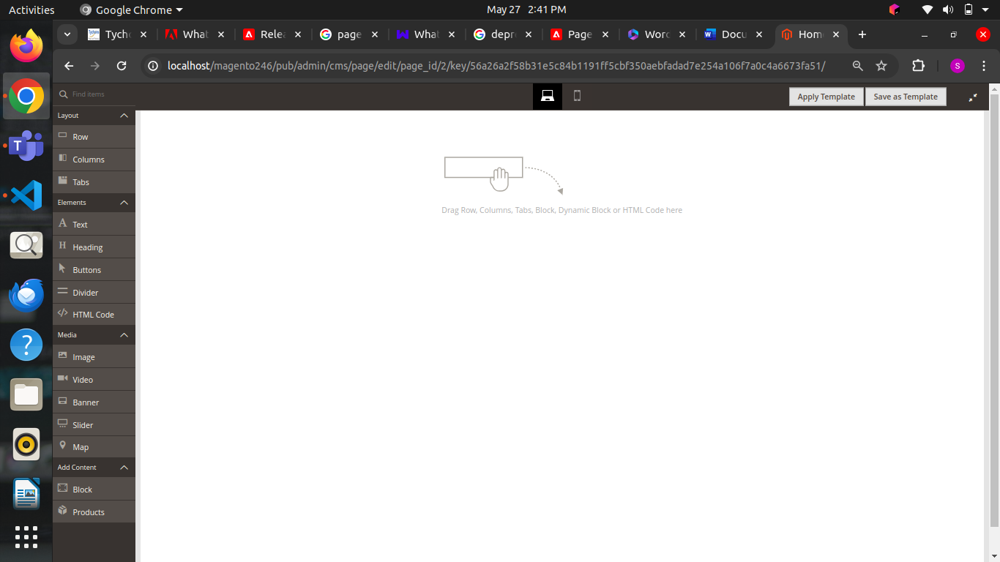 Activities Google Chrome May 27 2:41 PM
Tycho What Relea page What depr Page Word Docu Home
localhost/magento246/pub/admin/cms/page/edit/page_id/2/key/56a26a2f58b31e5c84b1191ff5cbf350aebfadad7e254a106f7a0c4a6673fa51/ S
Find items Apply Template Save as Template
Layout
Row
Columns
Tabs
Elements
Drag Row, Columns, Tabs, Block, Dynamic Block or HTML Code here
Text
Heading
Buttons
Divider
HTML Code
Media
Image
Video
Banner
Slider
Map
Add Content
Block
Products